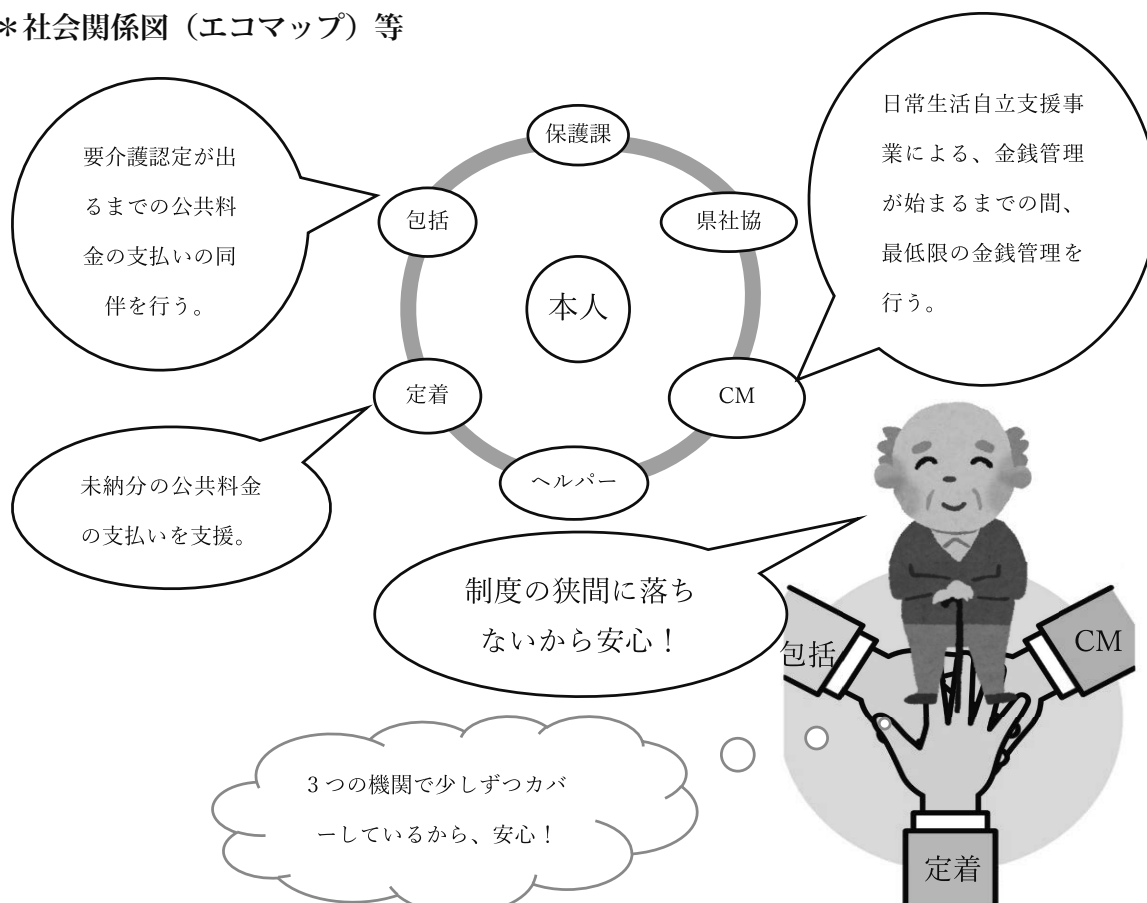 ＊社会関係図（エコマップ）等
要介護認定が出
るまでの公共料
金の支払いの同
伴を行う。
保護課
包括
県社協
本人
定着
CM
ヘルパー
日常生活自立支援事
業による、金銭管理
が始まるまでの間、
最低限の金銭管理を
行う。
未納分の公共料金
の支払いを支援。
制度の狭間に落ち
ないから安心！
包括
CM
定着
3つの機関で少しずつカバ
ーしているから、安心！